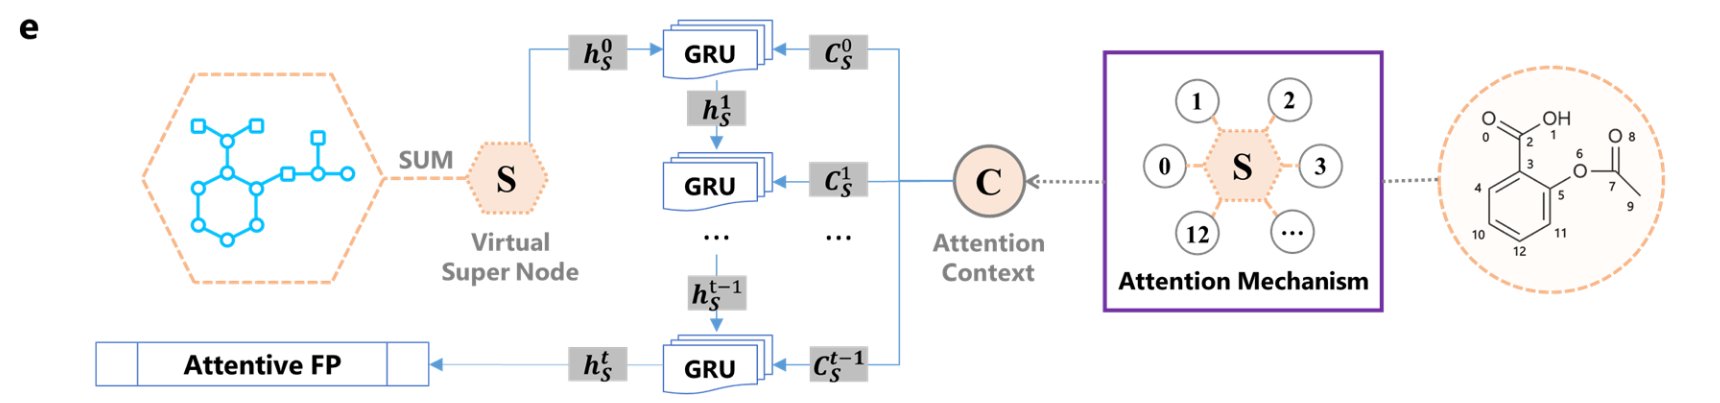 e
SUM
S
Virtual
Super Node
h_S^0
GRU
C_S^0
h_S^1
GRU
C_S^1
...
...
h_S^{t-1}
GRU
C_S^{t-1}
h_S^t
Attentive FP
C
Attention
Context
1
2
0
S
3
12
...
Attention Mechanism
O
0
OH
1
2
O
8
3
6
O
7
4
5
9
10
11
12